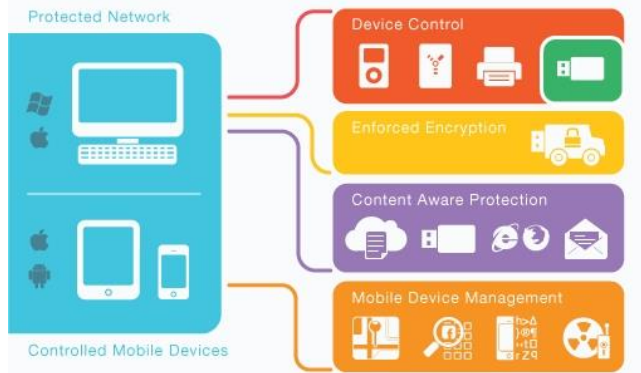 Protected Network
Controlled Mobile Devices
Device Control
Enforced Encryption
Content Aware Protection
Mobile Device Management